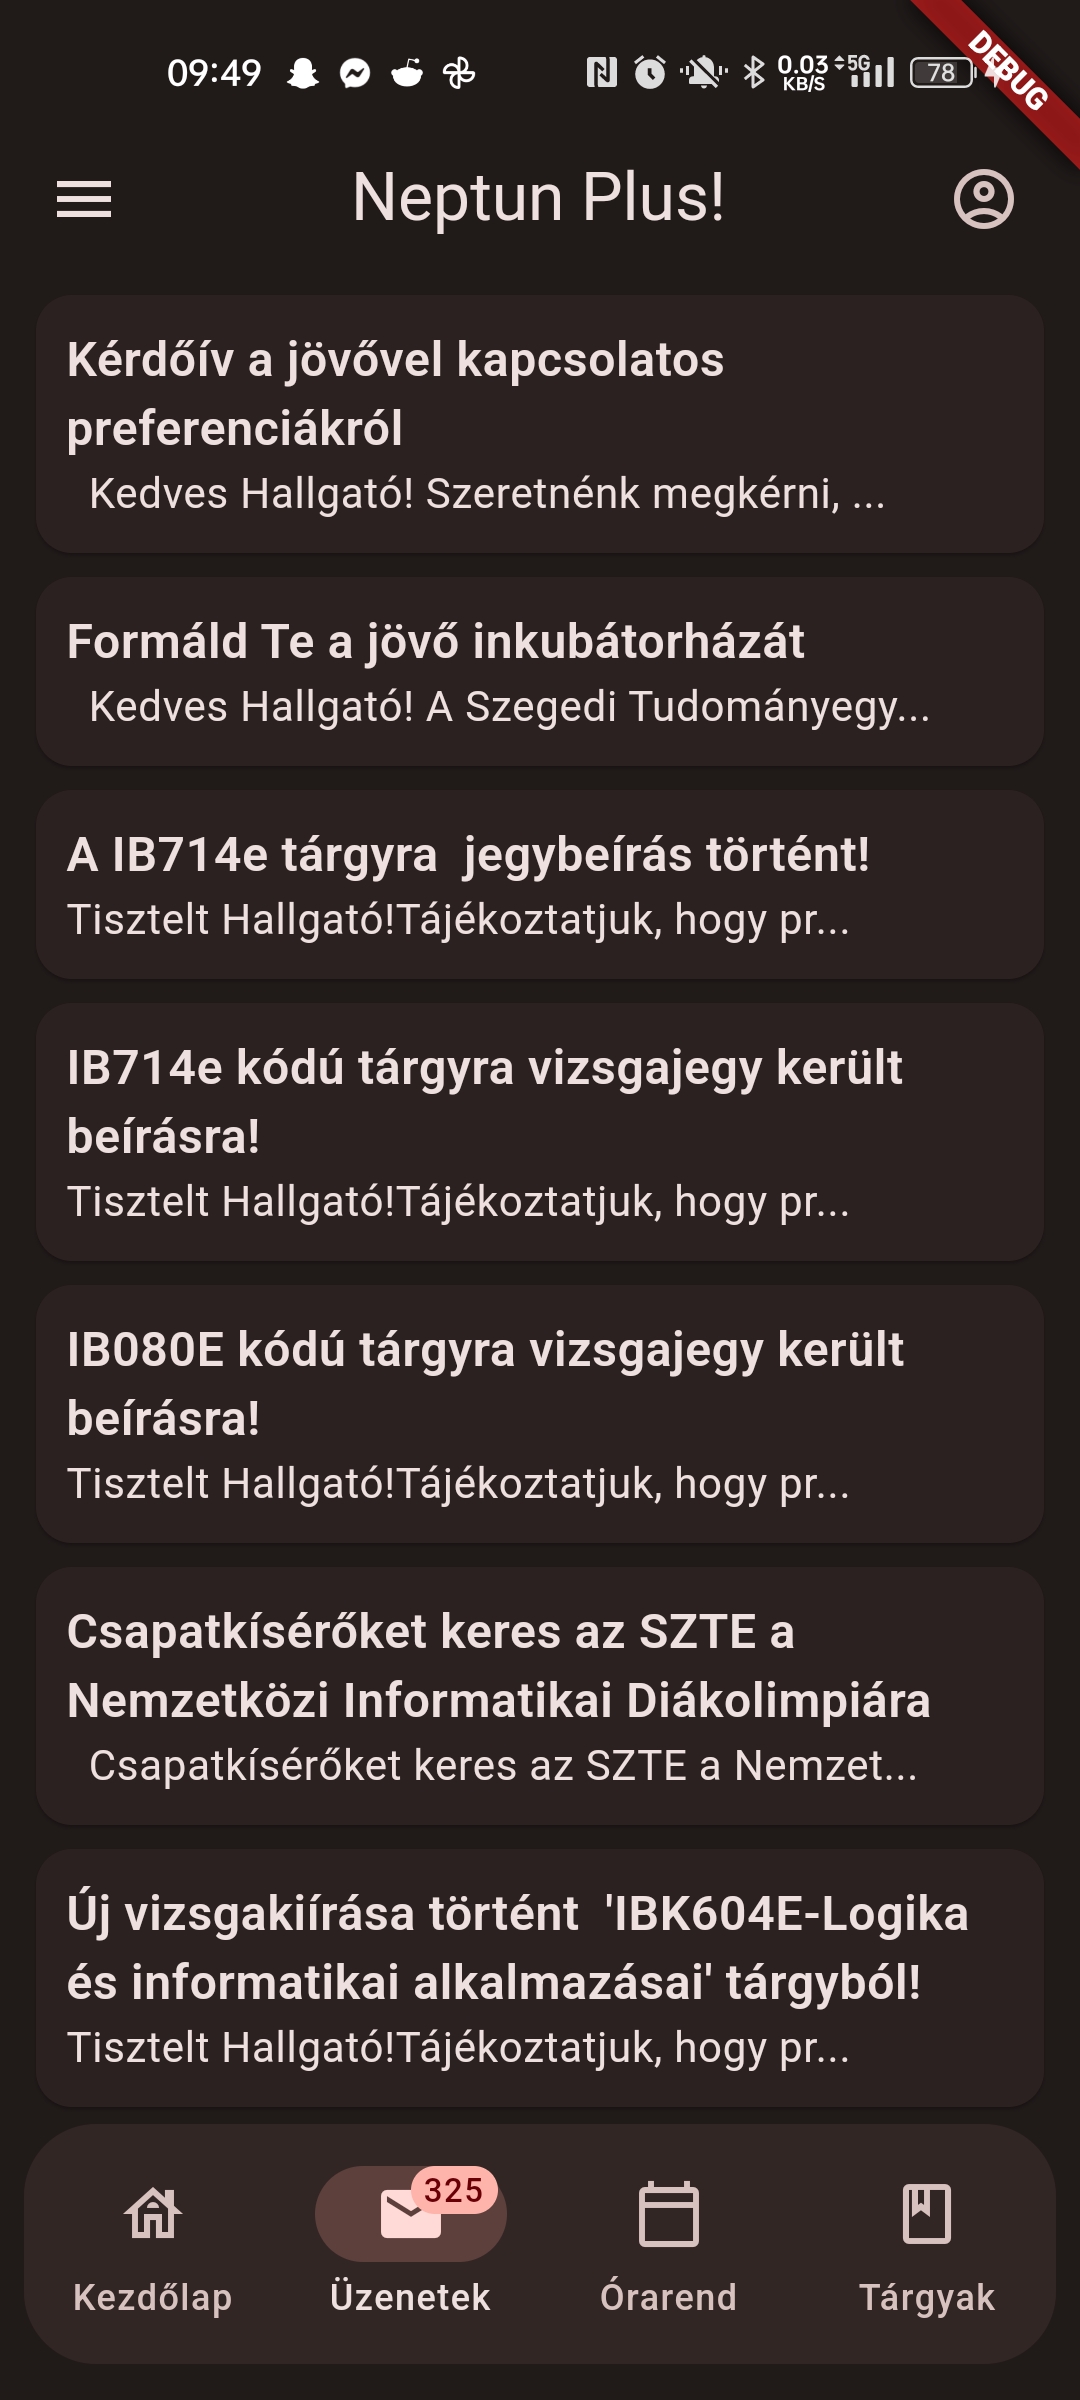 09:49
0.03
KB/S
5G
78
DEBUG
Neptun Plus!
Kérdőív a jövővel kapcsolatos
preferenciákról
Kedves Hallgató! Szeretnénk megkérni, ...
Formáld Te a jövő inkubátorházát
Kedves Hallgató! A Szegedi Tudományegy...
A IB714e tárgyra  jegybeírás történt!
Tisztelt Hallgató!Tájékoztatjuk, hogy pr...
IB714e kódú tárgyra vizsgajegy került
beírásra!
Tisztelt Hallgató!Tájékoztatjuk, hogy pr...
IB080E kódú tárgyra vizsgajegy került
beírásra!
Tisztelt Hallgató!Tájékoztatjuk, hogy pr...
Csapatkísérőket keres az SZTE a
Nemzetközi Informatikai Diákolimpiára
Csapatkísérőket keres az SZTE a Nemzet...
Új vizsgakiírása történt  'IBK604E-Logika
és informatikai alkalmazásai' tárgyból!
Tisztelt Hallgató!Tájékoztatjuk, hogy pr...
325
Kezdőlap
Üzenetek
Órarend
Tárgyak